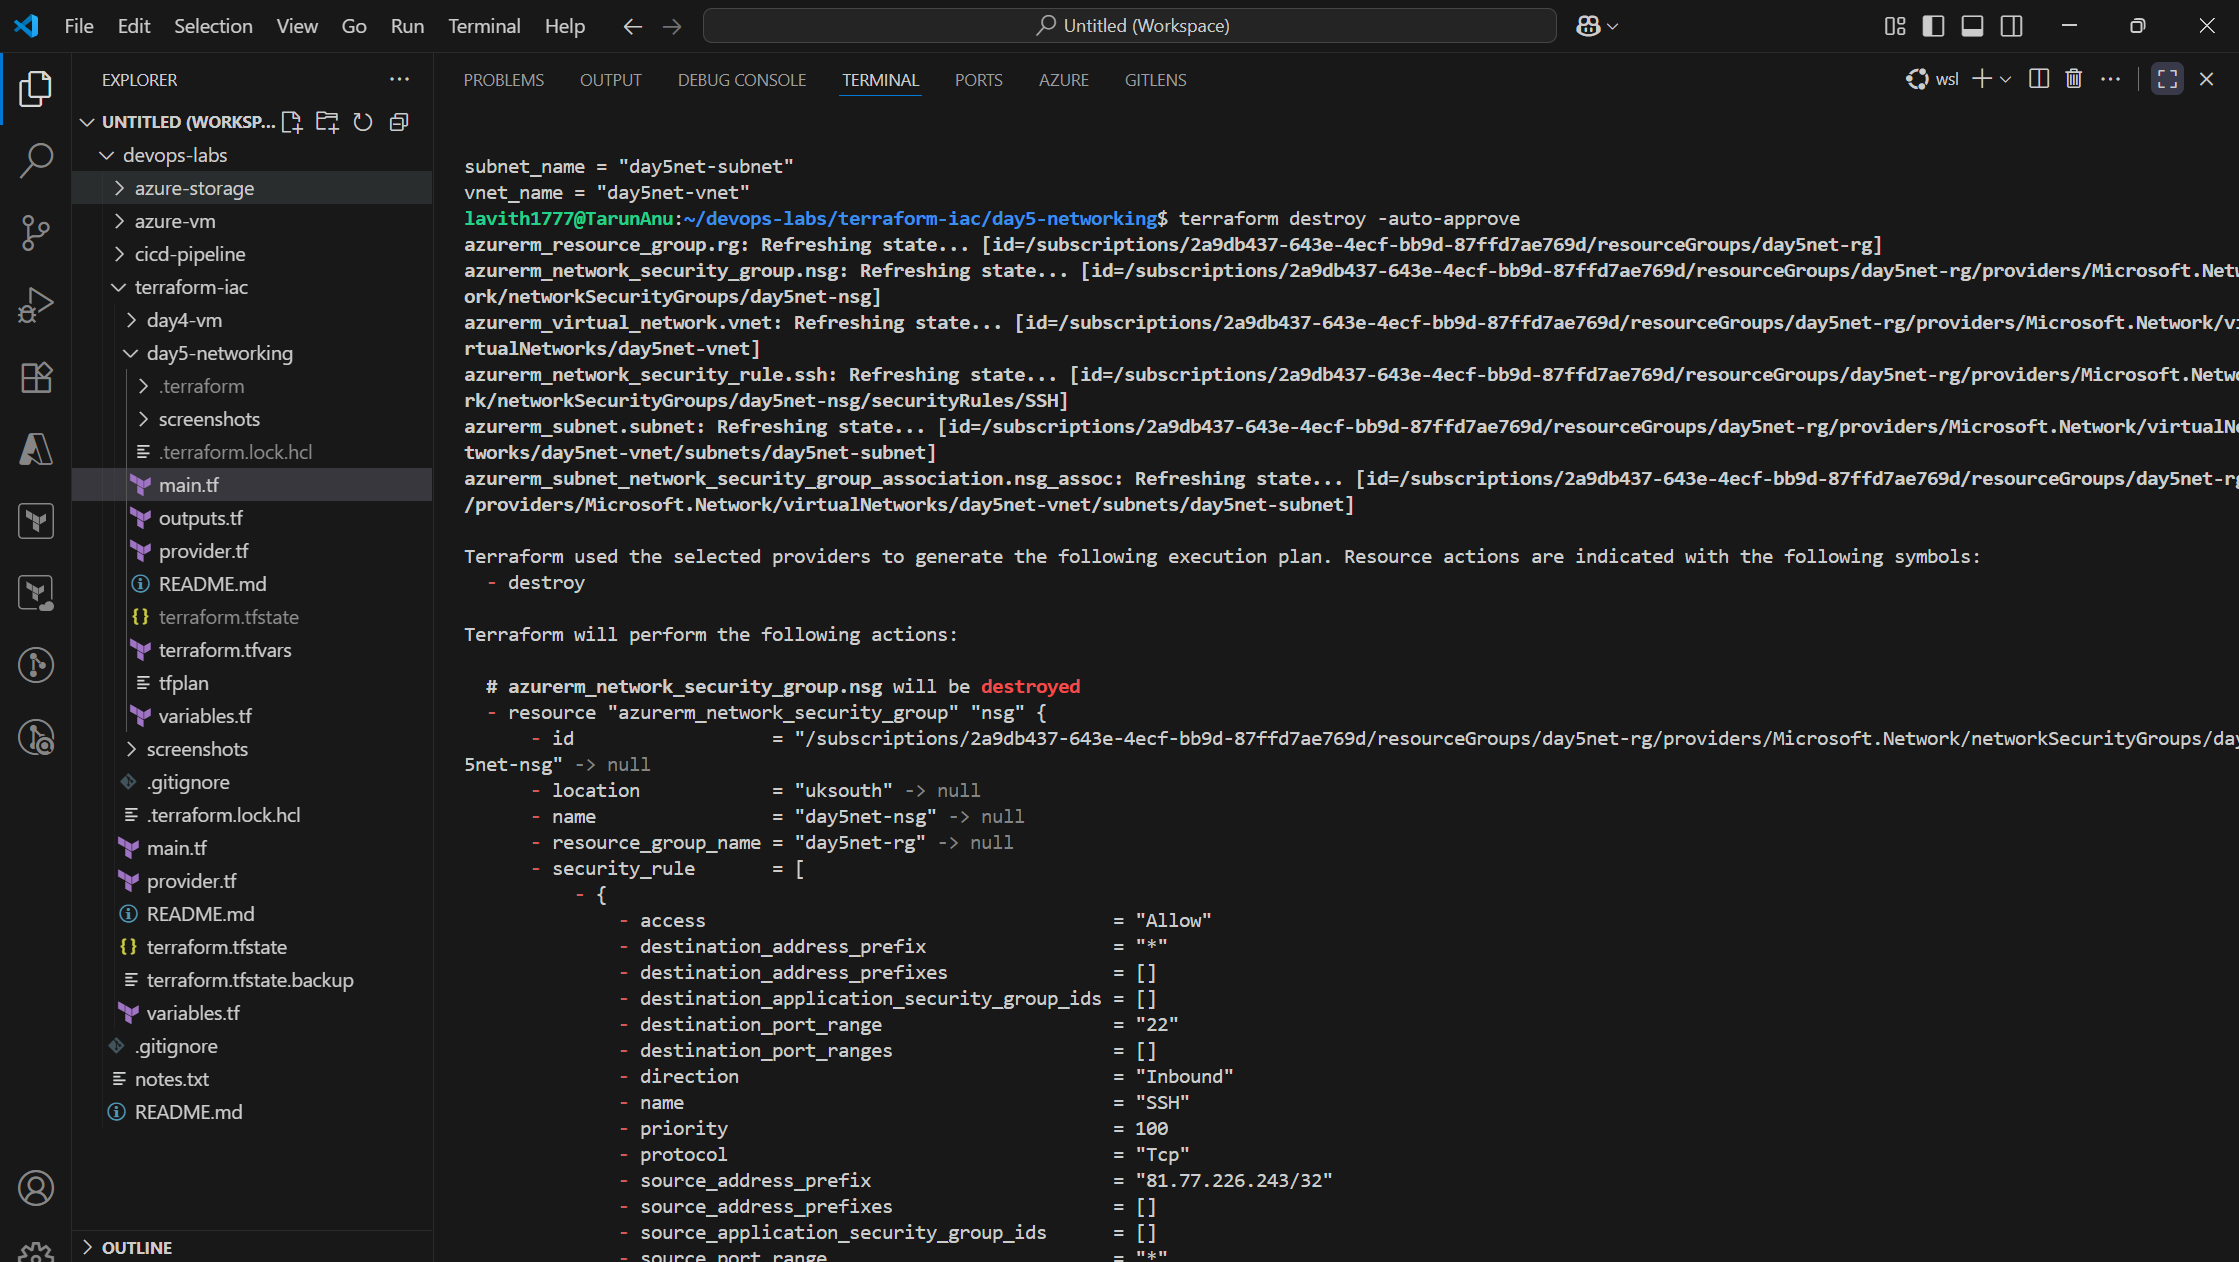 File Edit Selection View Go Run Terminal Help
Untitled (Workspace)
EXPLORER
UNTITLED (WORKSP...
devops-labs
azure-storage
azure-vm
cicd-pipeline
terraform-iac
day4-vm
day5-networking
.terraform
screenshots
.terraform.lock.hcl
main.tf
outputs.tf
provider.tf
README.md
terraform.tfstate
terraform.tfvars
tfplan
variables.tf
screenshots
.gitignore
.terraform.lock.hcl
main.tf
provider.tf
README.md
terraform.tfstate
terraform.tfstate.backup
variables.tf
.gitignore
notes.txt
README.md
OUTLINE
PROBLEMS OUTPUT DEBUG CONSOLE TERMINAL PORTS AZURE GITLENS
wsl
subnet_name = "day5net-subnet"
vnet_name = "day5net-vnet"
lavith1777@TarunAnu:~/devops-labs/terraform-iac/day5-networking$ terraform destroy -auto-approve
azurerm_resource_group.rg: Refreshing state... [id=/subscriptions/2a9db437-643e-4ecf-bb9d-87ffd7ae769d/resourceGroups/day5net-rg]
azurerm_network_security_group.nsg: Refreshing state... [id=/subscriptions/2a9db437-643e-4ecf-bb9d-87ffd7ae769d/resourceGroups/day5net-rg/providers/Microsoft.Netw
ork/networkSecurityGroups/day5net-nsg]
azurerm_virtual_network.vnet: Refreshing state... [id=/subscriptions/2a9db437-643e-4ecf-bb9d-87ffd7ae769d/resourceGroups/day5net-rg/providers/Microsoft.Network/vi
rtualNetworks/day5net-vnet]
azurerm_network_security_rule.ssh: Refreshing state... [id=/subscriptions/2a9db437-643e-4ecf-bb9d-87ffd7ae769d/resourceGroups/day5net-rg/providers/Microsoft.Netwo
rk/networkSecurityGroups/day5net-nsg/securityRules/SSH]
azurerm_subnet.subnet: Refreshing state... [id=/subscriptions/2a9db437-643e-4ecf-bb9d-87ffd7ae769d/resourceGroups/day5net-rg/providers/Microsoft.Network/virtualNe
tworks/day5net-vnet/subnets/day5net-subnet]
azurerm_subnet_network_security_group_association.nsg_assoc: Refreshing state... [id=/subscriptions/2a9db437-643e-4ecf-bb9d-87ffd7ae769d/resourceGroups/day5net-rg
/providers/Microsoft.Network/virtualNetworks/day5net-vnet/subnets/day5net-subnet]
Terraform used the selected providers to generate the following execution plan. Resource actions are indicated with the following symbols:
- destroy
Terraform will perform the following actions:
# azurerm_network_security_group.nsg will be destroyed
- resource "azurerm_network_security_group" "nsg" {
- id = "/subscriptions/2a9db437-643e-4ecf-bb9d-87ffd7ae769d/resourceGroups/day5net-rg/providers/Microsoft.Network/networkSecurityGroups/day
5net-nsg" -> null
- location = "uksouth" -> null
- name = "day5net-nsg" -> null
- resource_group_name = "day5net-rg" -> null
- security_rule = [
- {
- access = "Allow"
- destination_address_prefix = "*"
- destination_address_prefixes = []
- destination_application_security_group_ids = []
- destination_port_range = "22"
- destination_port_ranges = []
- direction = "Inbound"
- name = "SSH"
- priority = 100
- protocol = "Tcp"
- source_address_prefix = "81.77.226.243/32"
- source_address_prefixes = []
- source_application_security_group_ids = []
- source_port_range = "*"